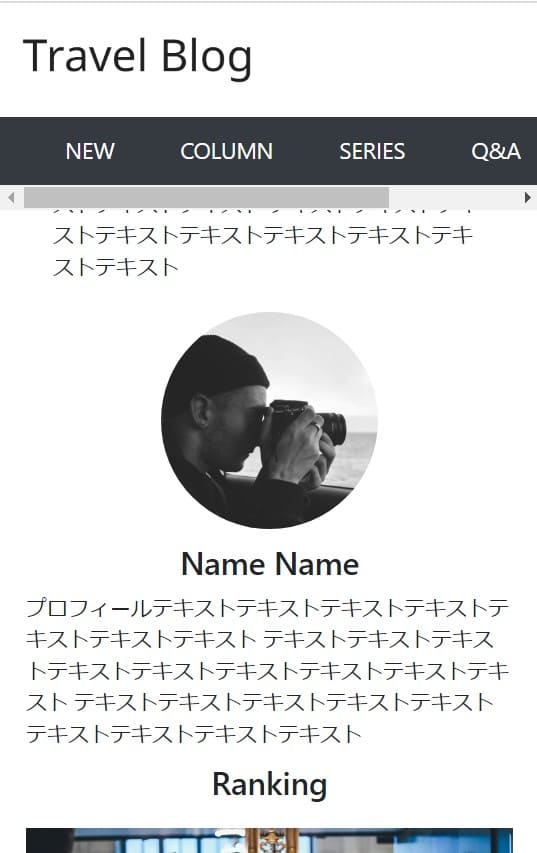 Travel Blog
NEW COLUMN SERIES Q&A
ストテキストテキストテキストテキストテキ
ストテキスト
Name Name
プロフィールテキストテキストテキストテキストテ
キストテキストテキスト テキストテキストテキス
トテキストテキストテキストテキストテキストテキ
スト テキストテキストテキストテキストテキスト
テキストテキストテキストテキスト
Ranking